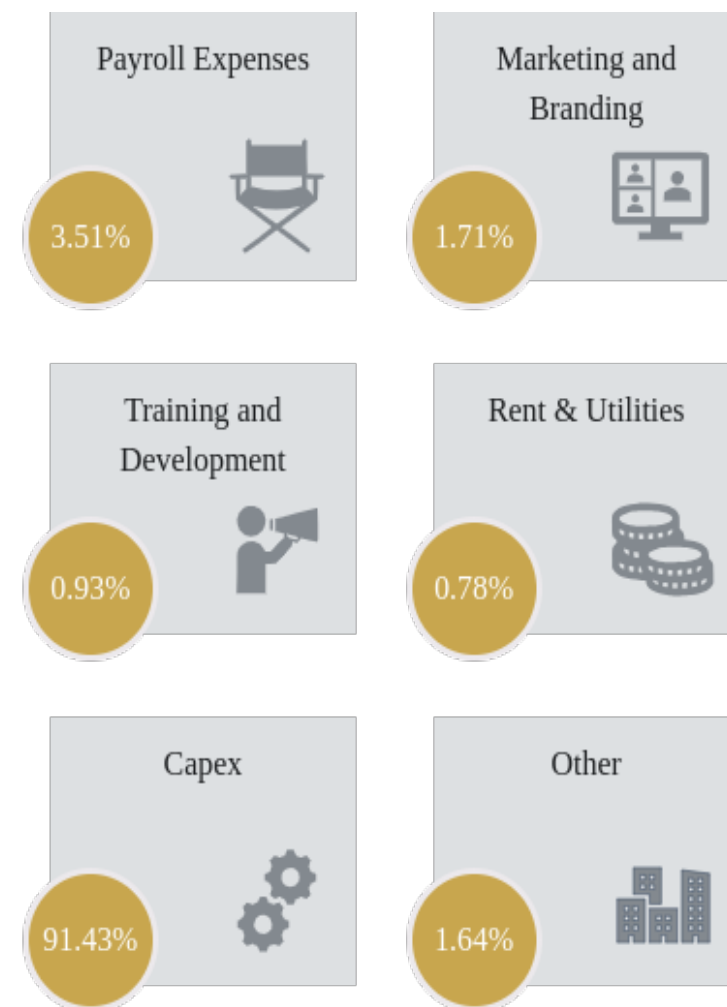 Payroll Expenses
3.51%
Marketing and
Branding
1.71%
Training and
Development
0.93%
Rent & Utilities
0.78%
Capex
91.43%
Other
1.64%